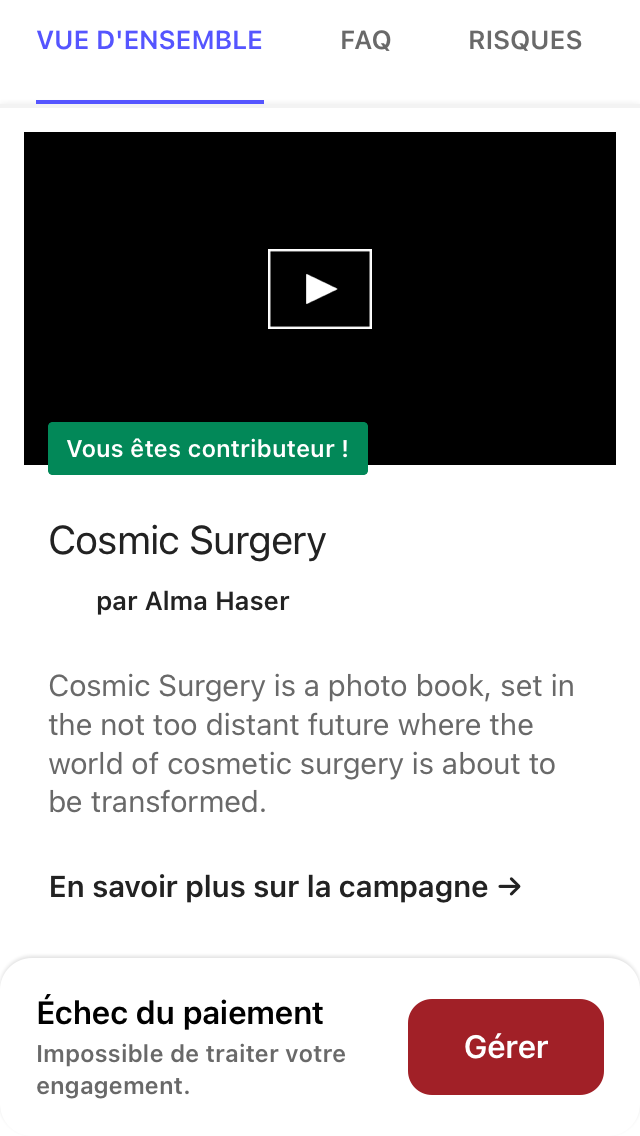 VUE D'ENSEMBLE
FAQ
RISQUES
Vous êtes contributeur !
Cosmic Surgery
par Alma Haser
Cosmic Surgery is a photo book, set in
the not too distant future where the
world of cosmetic surgery is about to
be transformed.
En savoir plus sur la campagne →
Échec du paiement
Impossible de traiter votre
engagement.
Gérer